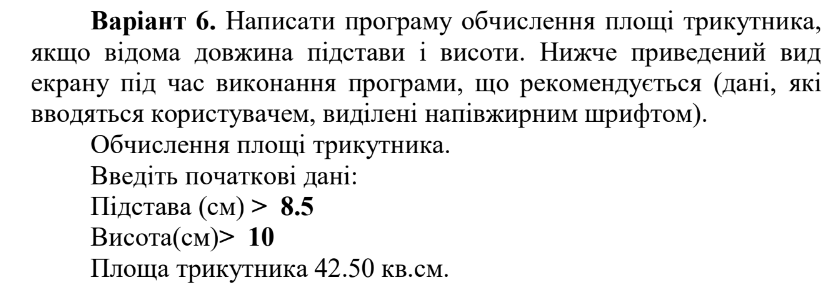 Варіант 6. Написати програму обчислення площі трикутника,
якщо відома довжина підстави і висоти. Нижче приведений вид
екрану під час виконання програми, що рекомендується (дані, які
вводяться користувачем, виділені напівжирним шрифтом).
Обчислення площі трикутника.
Введіть початкові дані:
Підстава (см) > 8.5
Висота(см)> 10
Площа трикутника 42.50 кв.см.